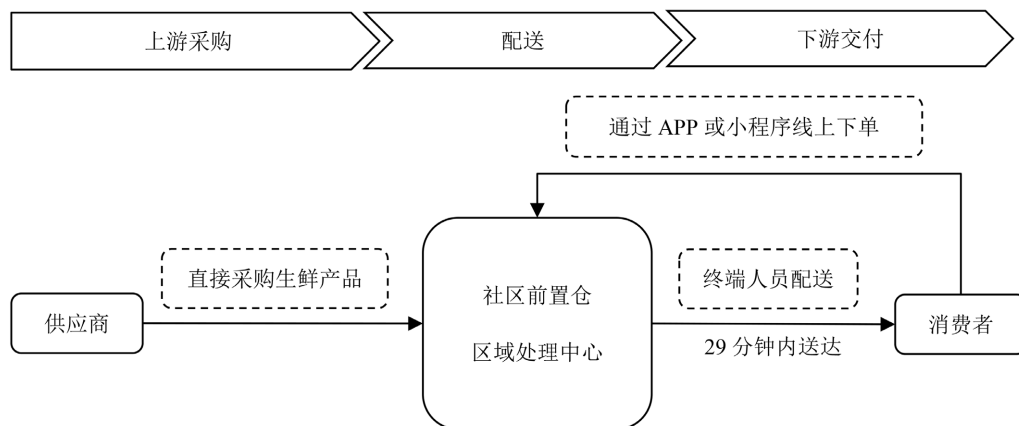 上游采购
配送
下游交付
通过 APP 或小程序线上下单
直接采购生鲜产品
终端人员配送
供应商
社区前置仓
区域处理中心
29 分钟内送达
消费者